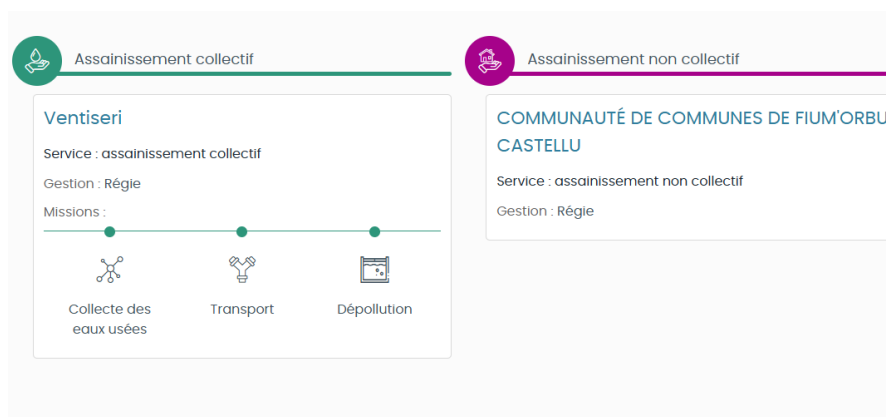 Assainissement collectif
Ventiseri
Service : assainissement collectif
Gestion : Régie
Missions :
Collecte des
eaux usées
Transport
Dépollution
Assainissement non collectif
COMMUNAUTÉ DE COMMUNES DE FIUM'ORBU
CASTELLU
Service : assainissement non collectif
Gestion : Régie